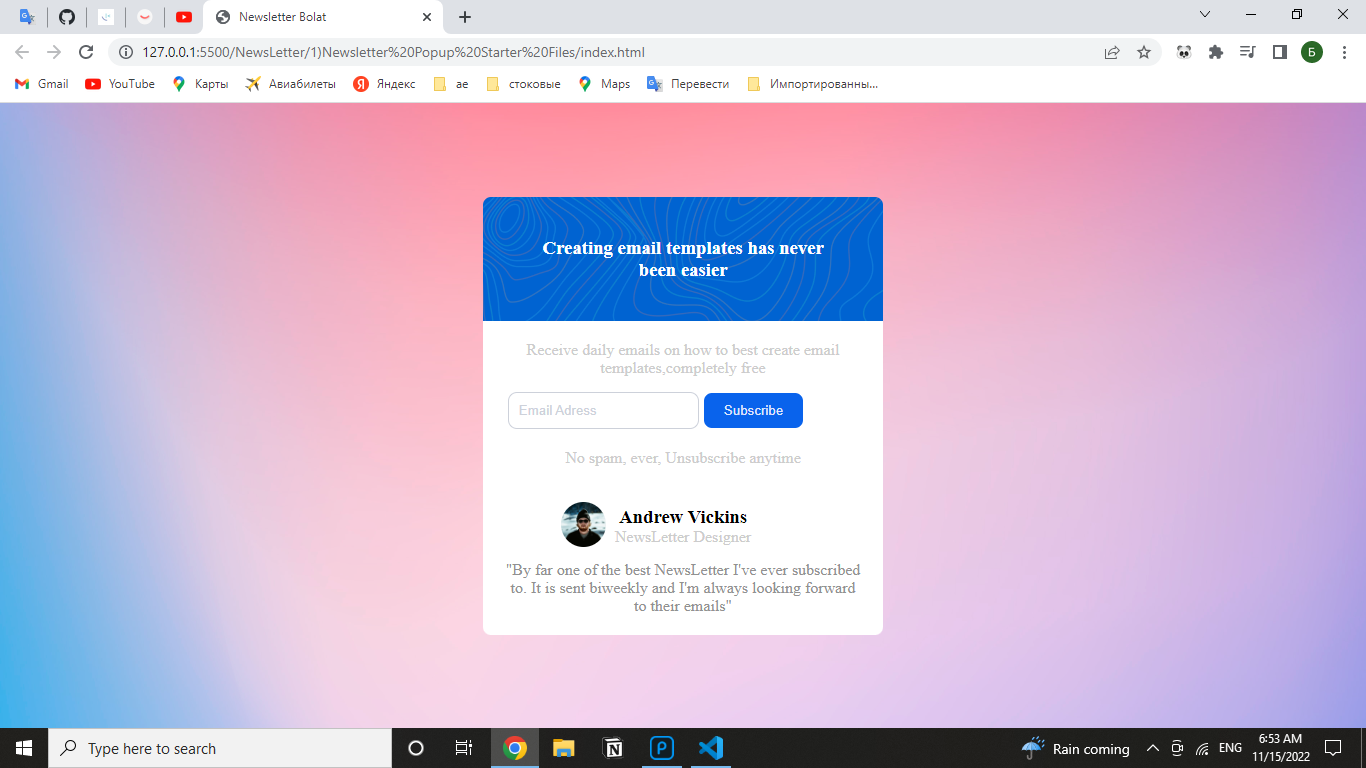 Newsletter Bolat
127.0.0.1:5500/NewsLetter/1)Newsletter%20Popup%20Starter%20Files/index.html
Б
Gmail YouTube Карты Авиабилеты Яндекс ae стоковые Maps Перевести Импортированны...
Creating email templates has never
been easier
Receive daily emails on how to best create email
templates,completely free
Email Adress Subscribe
No spam, ever, Unsubscribe anytime
Andrew Vickins
NewsLetter Designer
"By far one of the best NewsLetter I've ever subscribed
to. It is sent biweekly and I'm always looking forward
to their emails"
Type here to search
Rain coming
ENG
6:53 AM
11/15/2022